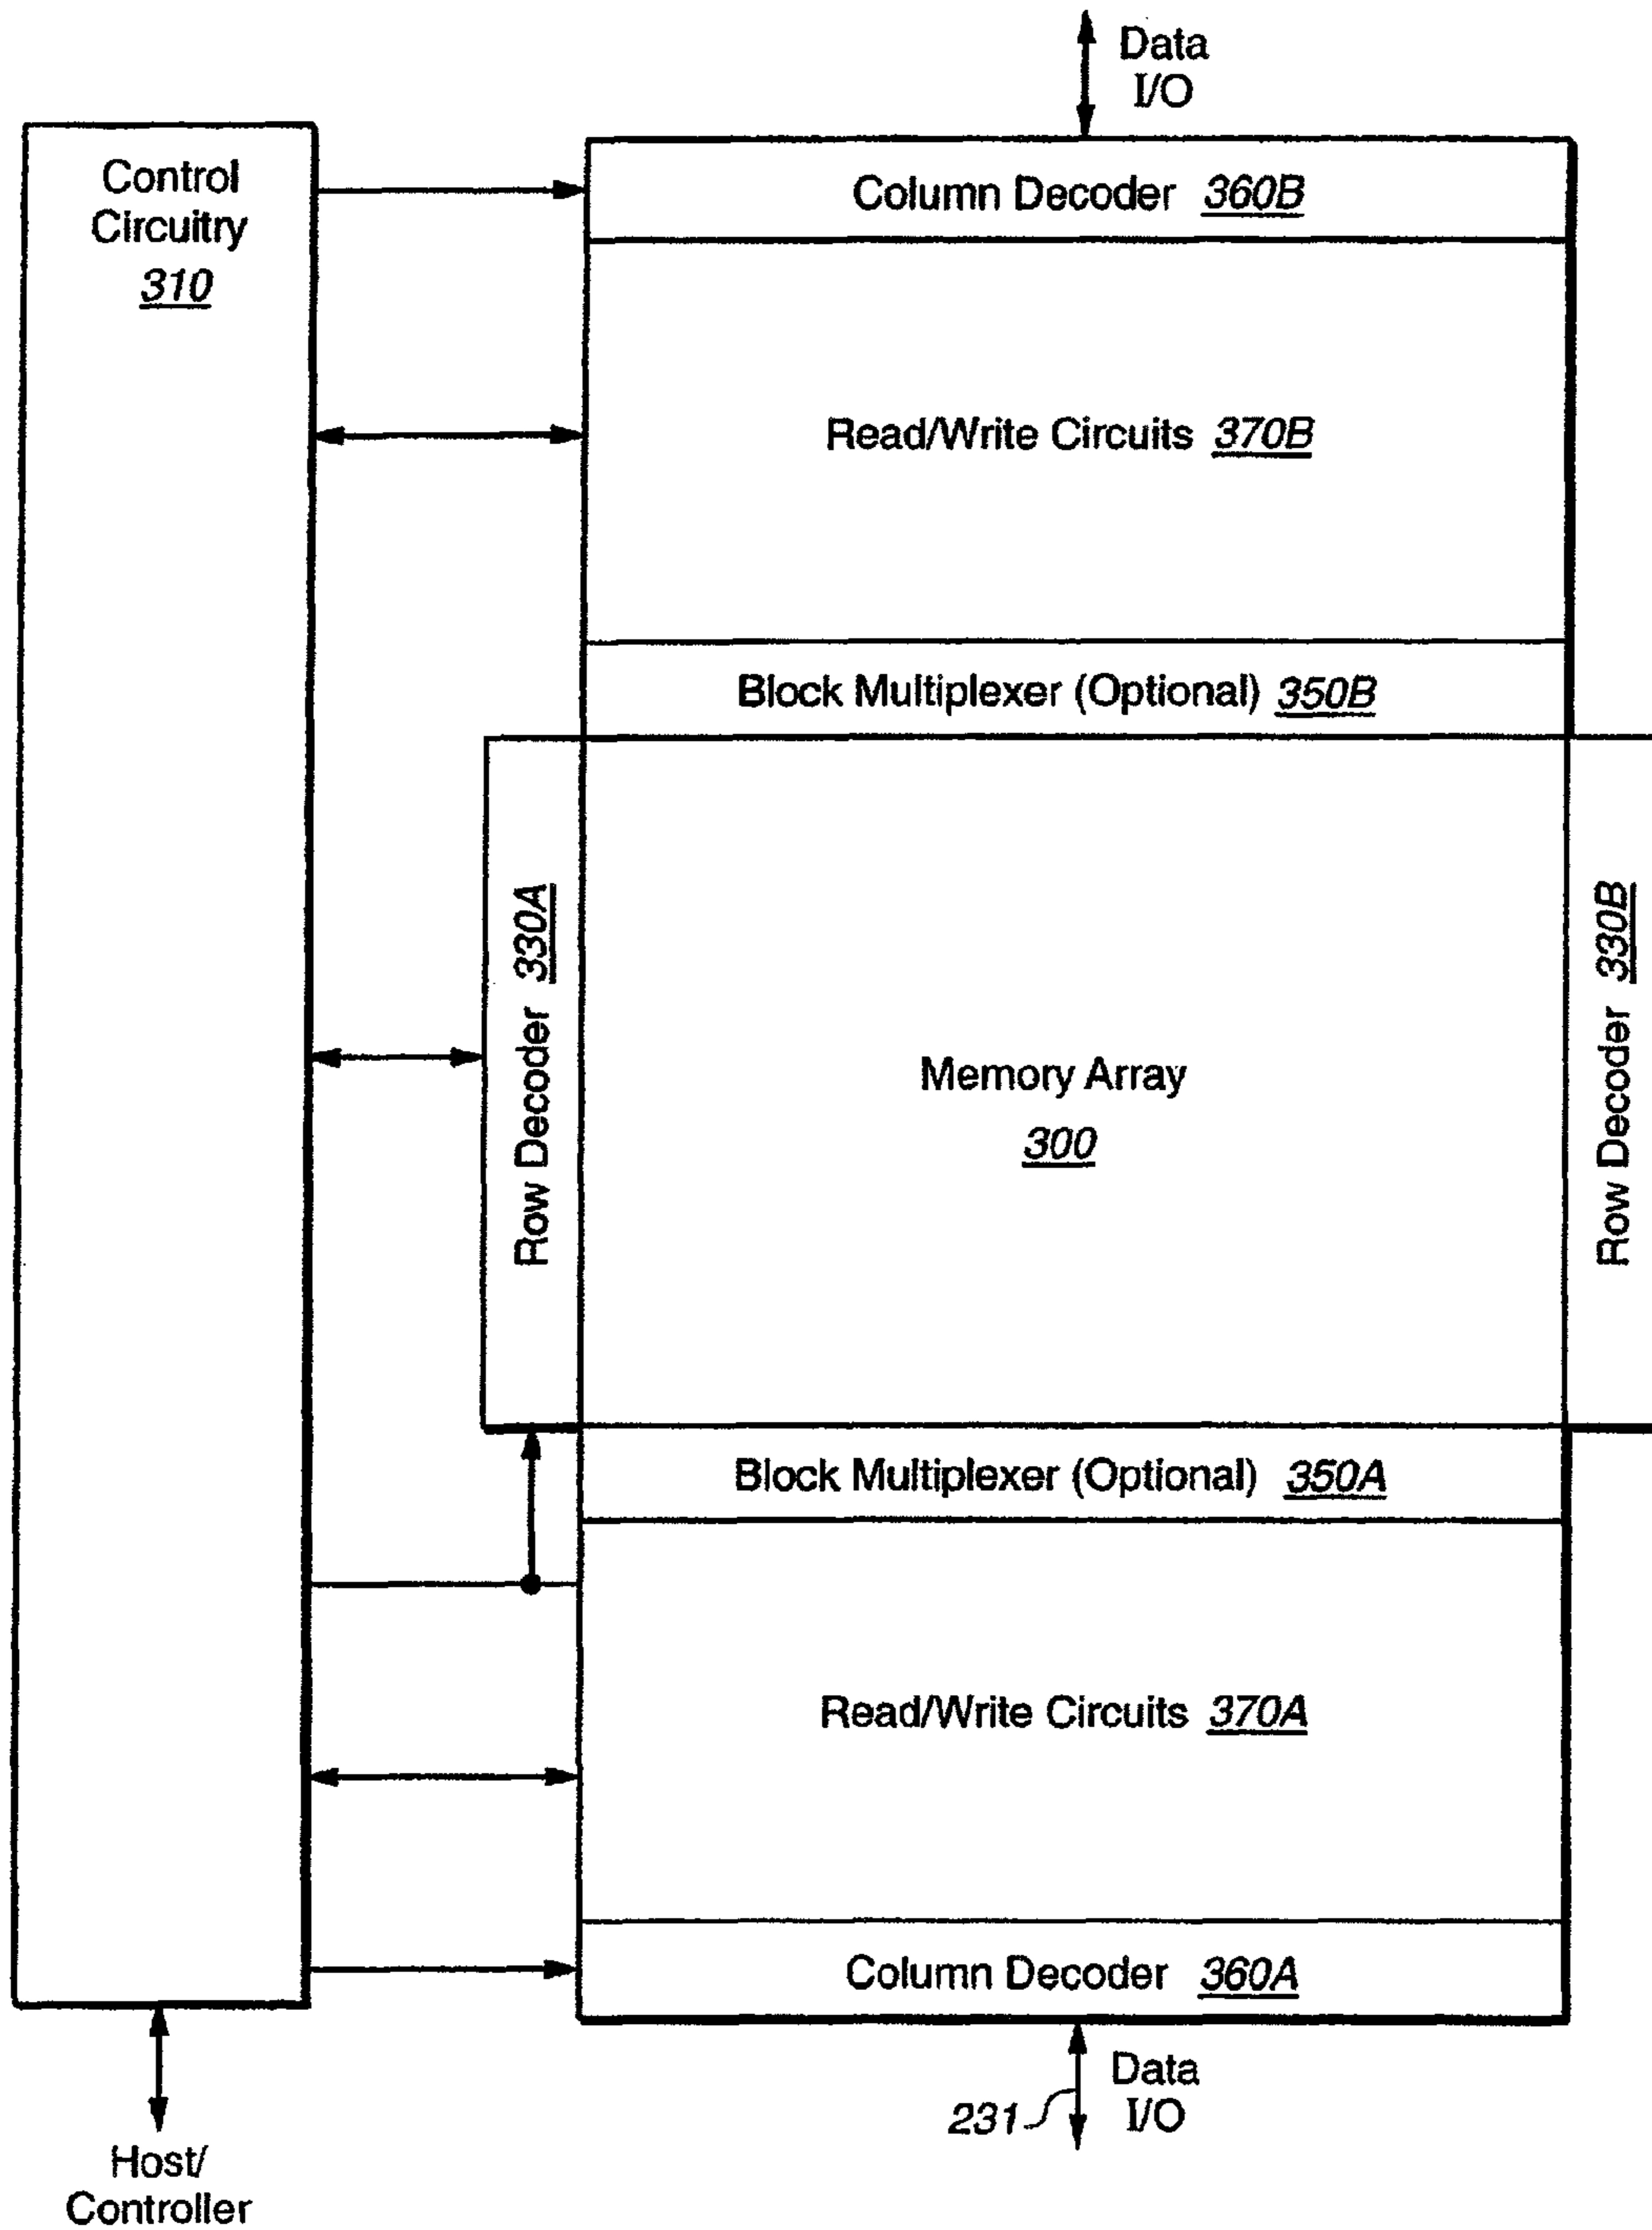 Data
I/O
Control
Circuitry
310
Column Decoder 360B
Read/Write Circuits 370B
Block Multiplexer (Optional) 350B
Row Decoder 330A
Memory Array
300
Row Decoder 330B
Block Multiplexer (Optional) 350A
Read/Write Circuits 370A
Column Decoder 360A
Data
I/O
231
Host/
Controller